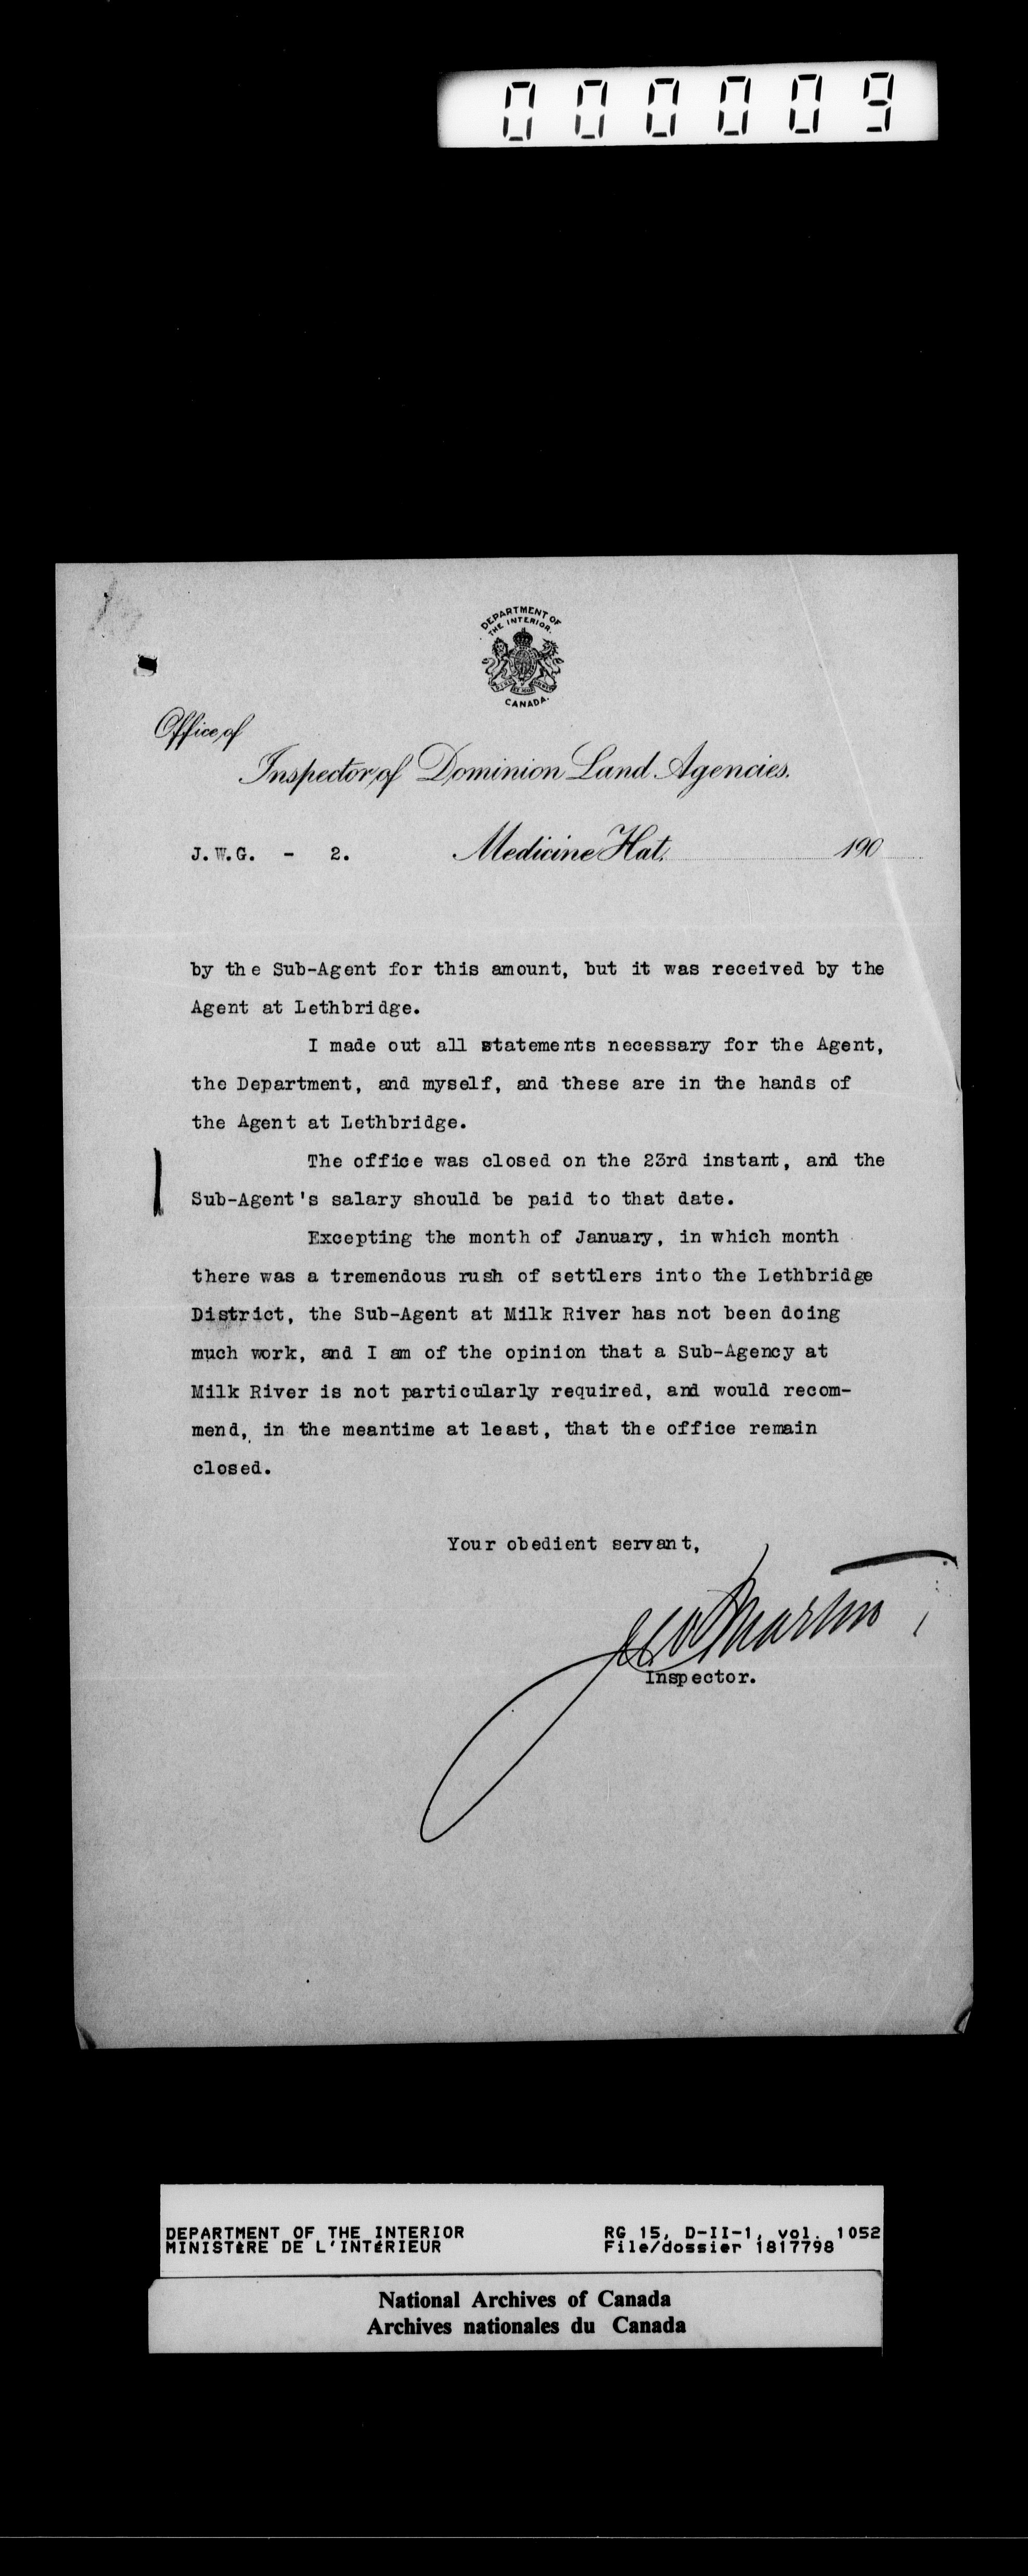 000009
DEPARTMENT OF
THE INTERIOR.
CANADA.
Office of
Inspector of Dominion Land Agencies.
J.W.G. - 2. Medicine Hat, 190
by the Sub-Agent for this amount, but it was received by the
Agent at Lethbridge.
I made out all statements necessary for the Agent,
the Department, and myself, and these are in the hands of
the Agent at Lethbridge.
The office was closed on the 23rd instant, and the
Sub-Agent's salary should be paid to that date.
Excepting the month of January, in which month
there was a tremendous rush of settlers into the Lethbridge
District, the Sub-Agent at Milk River has not been doing
much work, and I am of the opinion that a Sub-Agency at
Milk River is not particularly required, and would recom-
mend, in the meantime at least, that the office remain
closed.
Your obedient servant,
Martin
Inspector.
DEPARTMENT OF THE INTERIOR RG 15, D-II-1, vol. 1052
MINISTÈRE DE L'INTÉRIEUR File/dossier 1817798
National Archives of Canada
Archives nationales du Canada